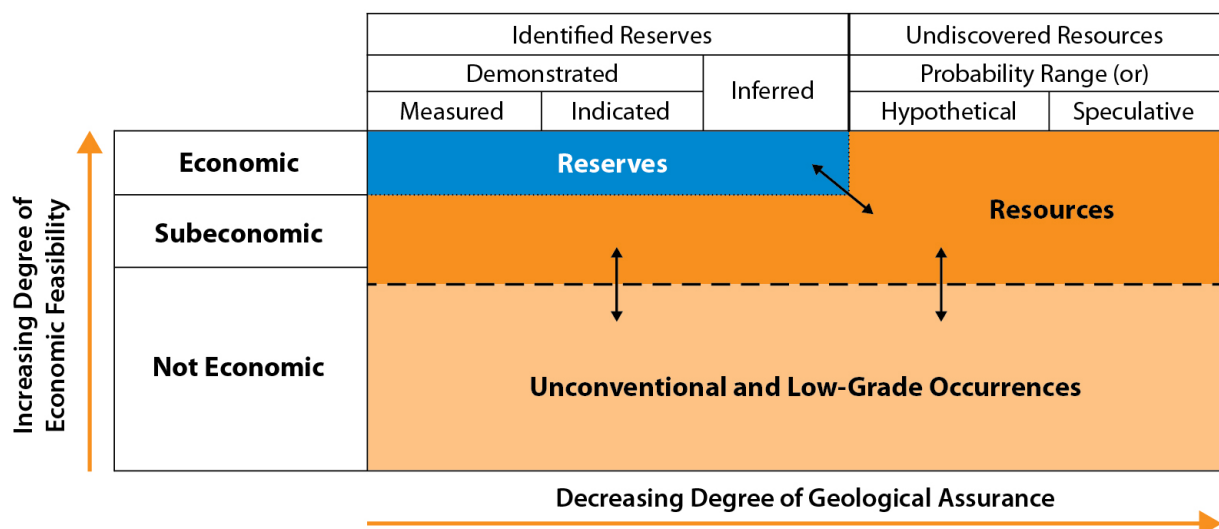 Identified Reserves
Undiscovered Resources
Demonstrated
Inferred
Probability Range (or)
Measured
Indicated
Hypothetical
Speculative
Increasing Degree of
Economic Feasibility
Economic
Reserves
Subeconomic
Resources
Not Economic
Unconventional and Low-Grade Occurrences
Decreasing Degree of Geological Assurance